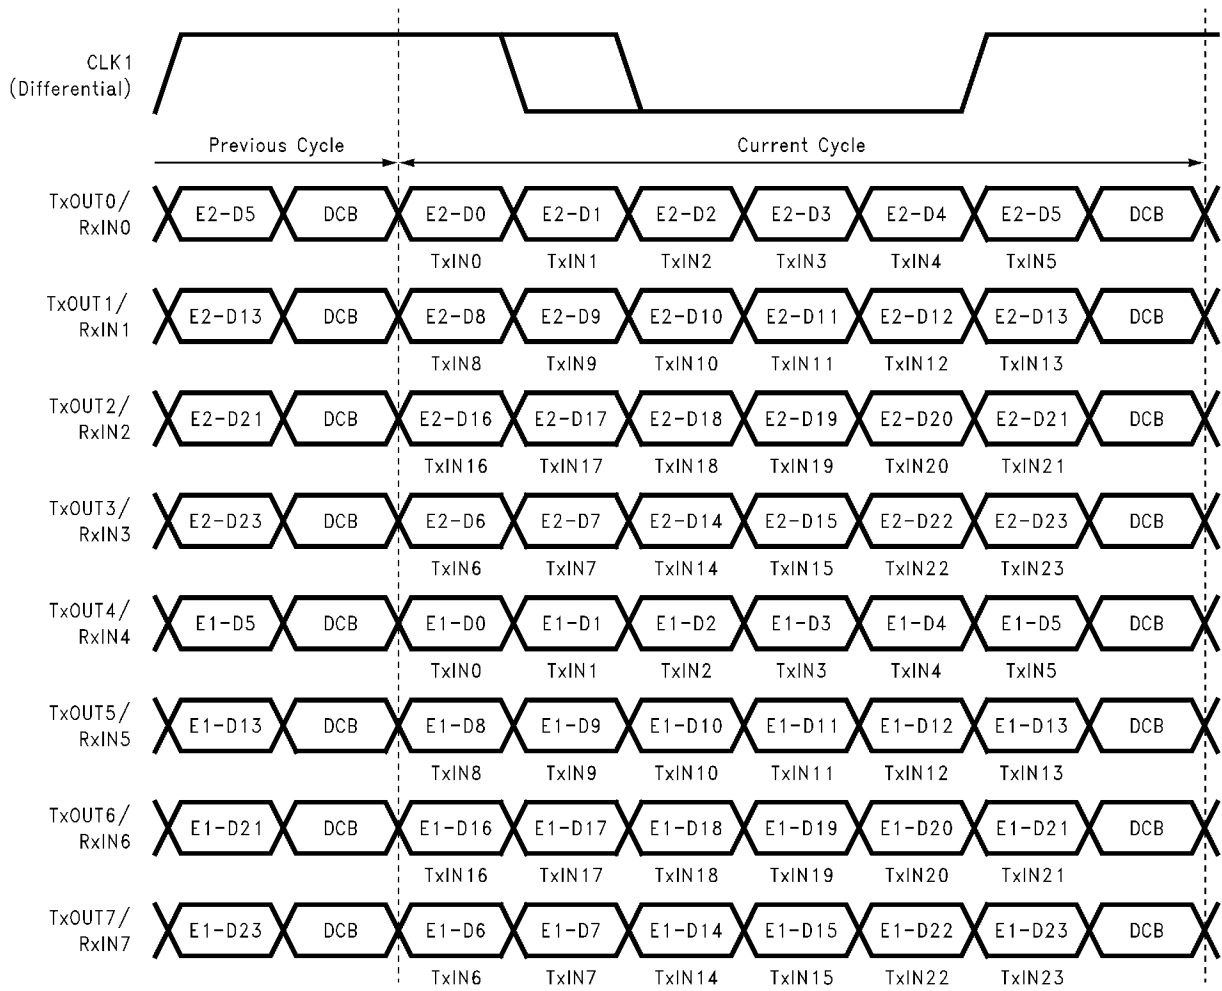 CLK1
(Differential)
Previous Cycle Current Cycle
TxOUT0/
RxIN0
E2-D5 DCB E2-D0 E2-D1 E2-D2 E2-D3 E2-D4 E2-D5 DCB
TxIN0 TxIN1 TxIN2 TxIN3 TxIN4 TxIN5
TxOUT1/
RxIN1
E2-D13 DCB E2-D8 E2-D9 E2-D10 E2-D11 E2-D12 E2-D13 DCB
TxIN8 TxIN9 TxIN10 TxIN11 TxIN12 TxIN13
TxOUT2/
RxIN2
E2-D21 DCB E2-D16 E2-D17 E2-D18 E2-D19 E2-D20 E2-D21 DCB
TxIN16 TxIN17 TxIN18 TxIN19 TxIN20 TxIN21
TxOUT3/
RxIN3
E2-D23 DCB E2-D6 E2-D7 E2-D14 E2-D15 E2-D22 E2-D23 DCB
TxIN6 TxIN7 TxIN14 TxIN15 TxIN22 TxIN23
TxOUT4/
RxIN4
E1-D5 DCB E1-D0 E1-D1 E1-D2 E1-D3 E1-D4 E1-D5 DCB
TxIN0 TxIN1 TxIN2 TxIN3 TxIN4 TxIN5
TxOUT5/
RxIN5
E1-D13 DCB E1-D8 E1-D9 E1-D10 E1-D11 E1-D12 E1-D13 DCB
TxIN8 TxIN9 TxIN10 TxIN11 TxIN12 TxIN13
TxOUT6/
RxIN6
E1-D21 DCB E1-D16 E1-D17 E1-D18 E1-D19 E1-D20 E1-D21 DCB
TxIN16 TxIN17 TxIN18 TxIN19 TxIN20 TxIN21
TxOUT7/
RxIN7
E1-D23 DCB E1-D6 E1-D7 E1-D14 E1-D15 E1-D22 E1-D23 DCB
TxIN6 TxIN7 TxIN14 TxIN15 TxIN22 TxIN23